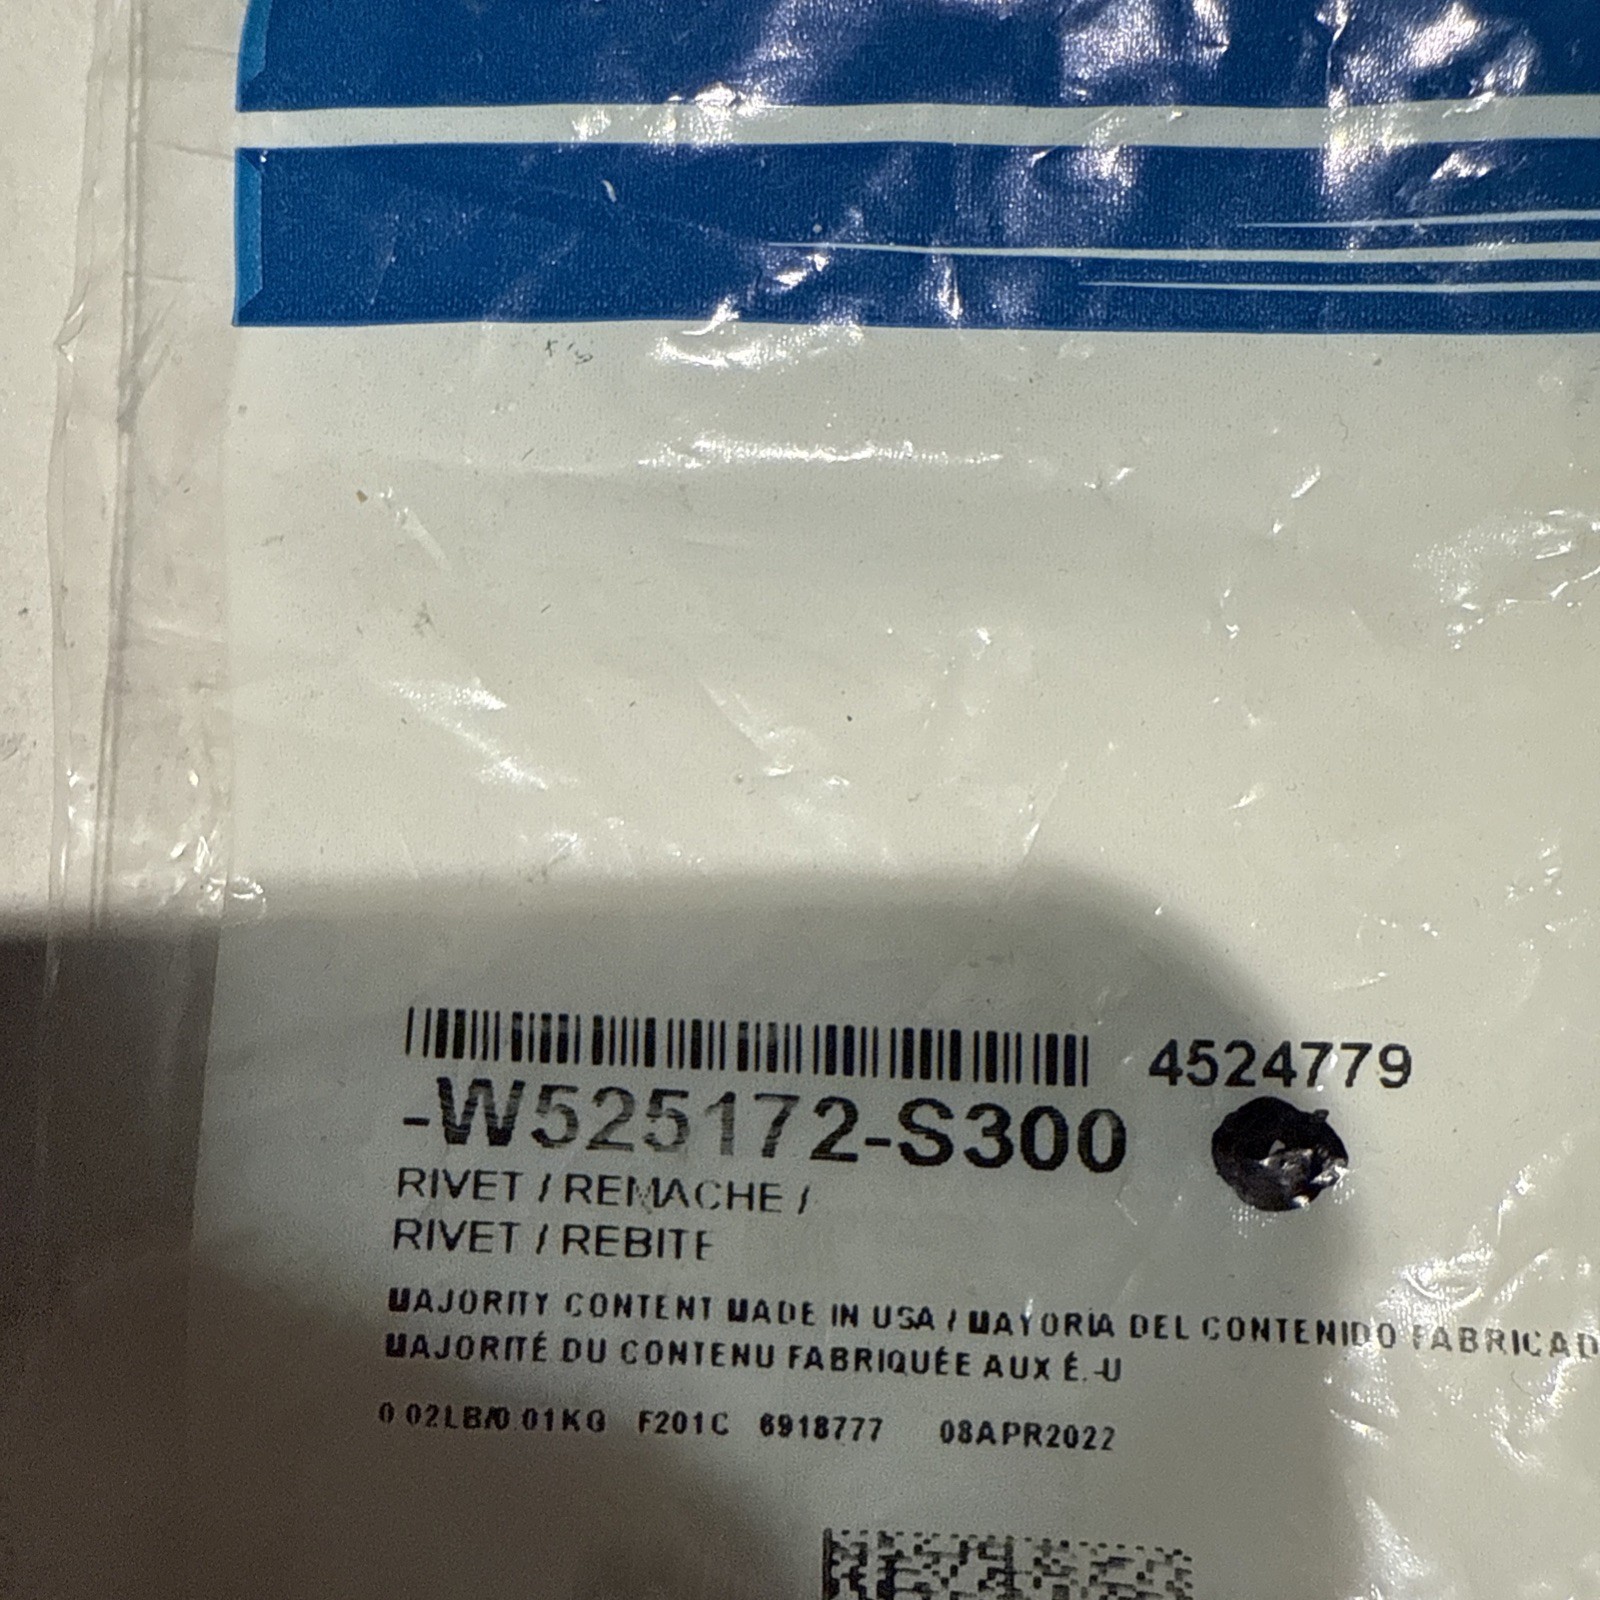 4524779
-W525172-S300
RIVET / REMACHE /
RIVET / REBITE
MAJORITY CONTENT MADE IN USA / MAYORÍA DEL CONTENIDO FABRICAD
MAJORITÉ DU CONTENU FABRIQUÉE AUX É.-U
0.02LB/0.01KG F201C 6918777 08APR2022